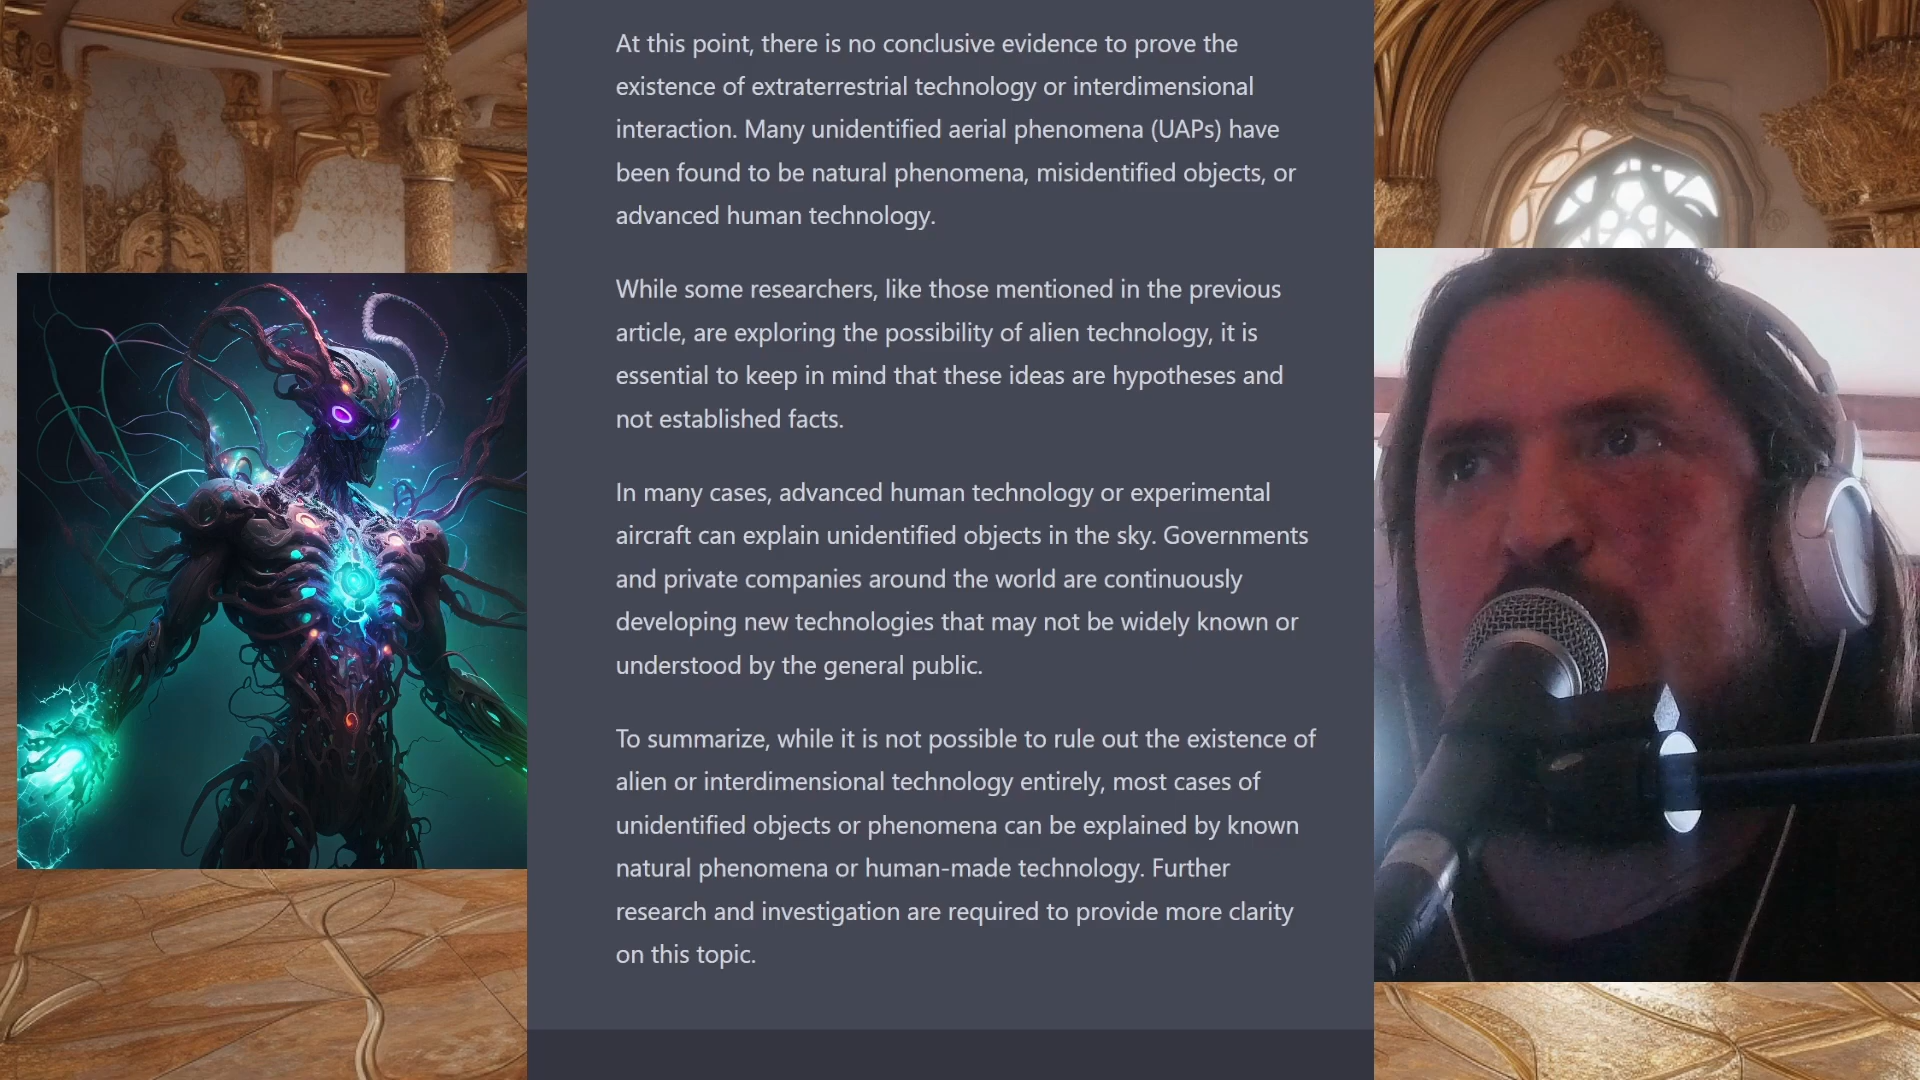 At this point, there is no conclusive evidence to prove the
existence of extraterrestrial technology or interdimensional
interaction. Many unidentified aerial phenomena (UAPs) have
been found to be natural phenomena, misidentified objects, or
advanced human technology.
While some researchers, like those mentioned in the previous
article, are exploring the possibility of alien technology, it is
essential to keep in mind that these ideas are hypotheses and
not established facts.
In many cases, advanced human technology or experimental
aircraft can explain unidentified objects in the sky. Governments
and private companies around the world are continuously
developing new technologies that may not be widely known or
understood by the general public.
To summarize, while it is not possible to rule out the existence of
alien or interdimensional technology entirely, most cases of
unidentified objects or phenomena can be explained by known
natural phenomena or human-made technology. Further
research and investigation are required to provide more clarity
on this topic.